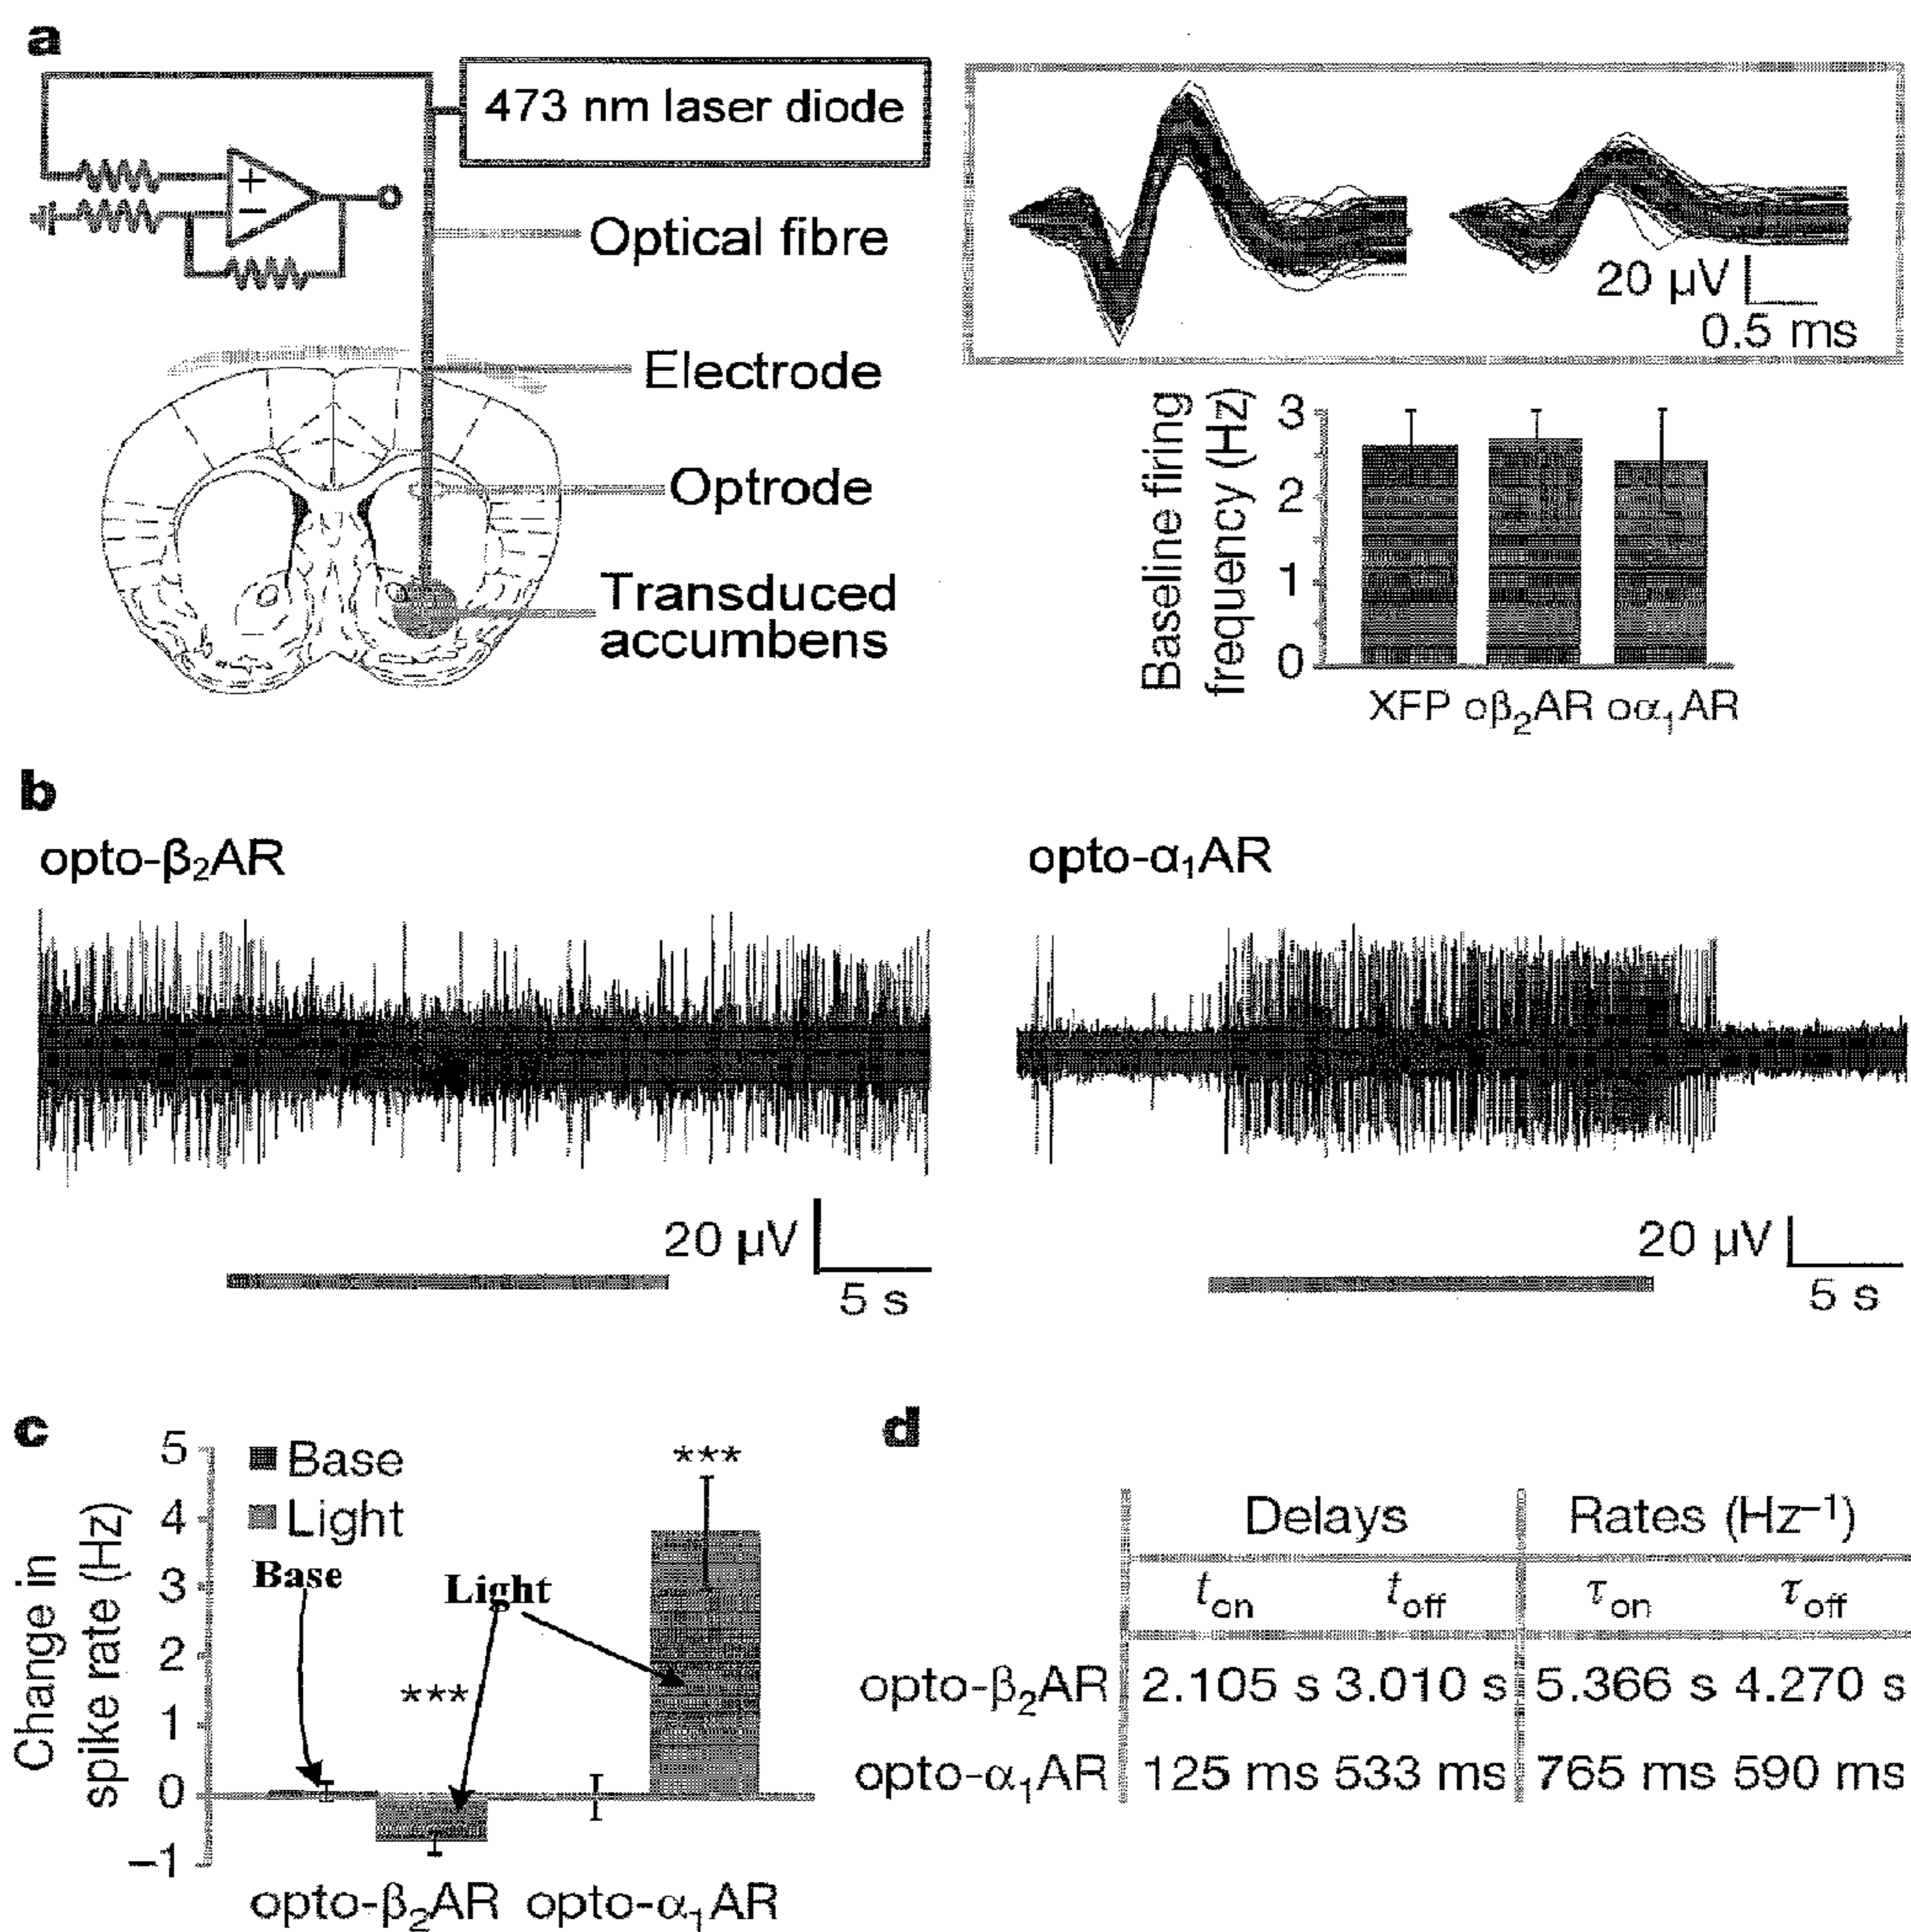 a
473 nm laser diode
+
−
Optical fibre
Electrode
Optrode
Transduced
accumbens
20 µV
0.5 ms
Baseline firing
frequency (Hz)
3
2
1
0
XFP oβ₂AR oα₁AR
b
opto-β₂AR
opto-α₁AR
20 µV
5 s
20 µV
5 s
c
Change in
spike rate (Hz)
5
4
3
2
1
0
−1
Base
Light
Base
Light
***
***
opto-β₂AR opto-α₁AR
d
Delays Rates (Hz⁻¹)
t on t off τ on τ off
opto-β₂AR 2.105 s 3.010 s 5.366 s 4.270 s
opto-α₁AR 125 ms 533 ms 765 ms 590 ms